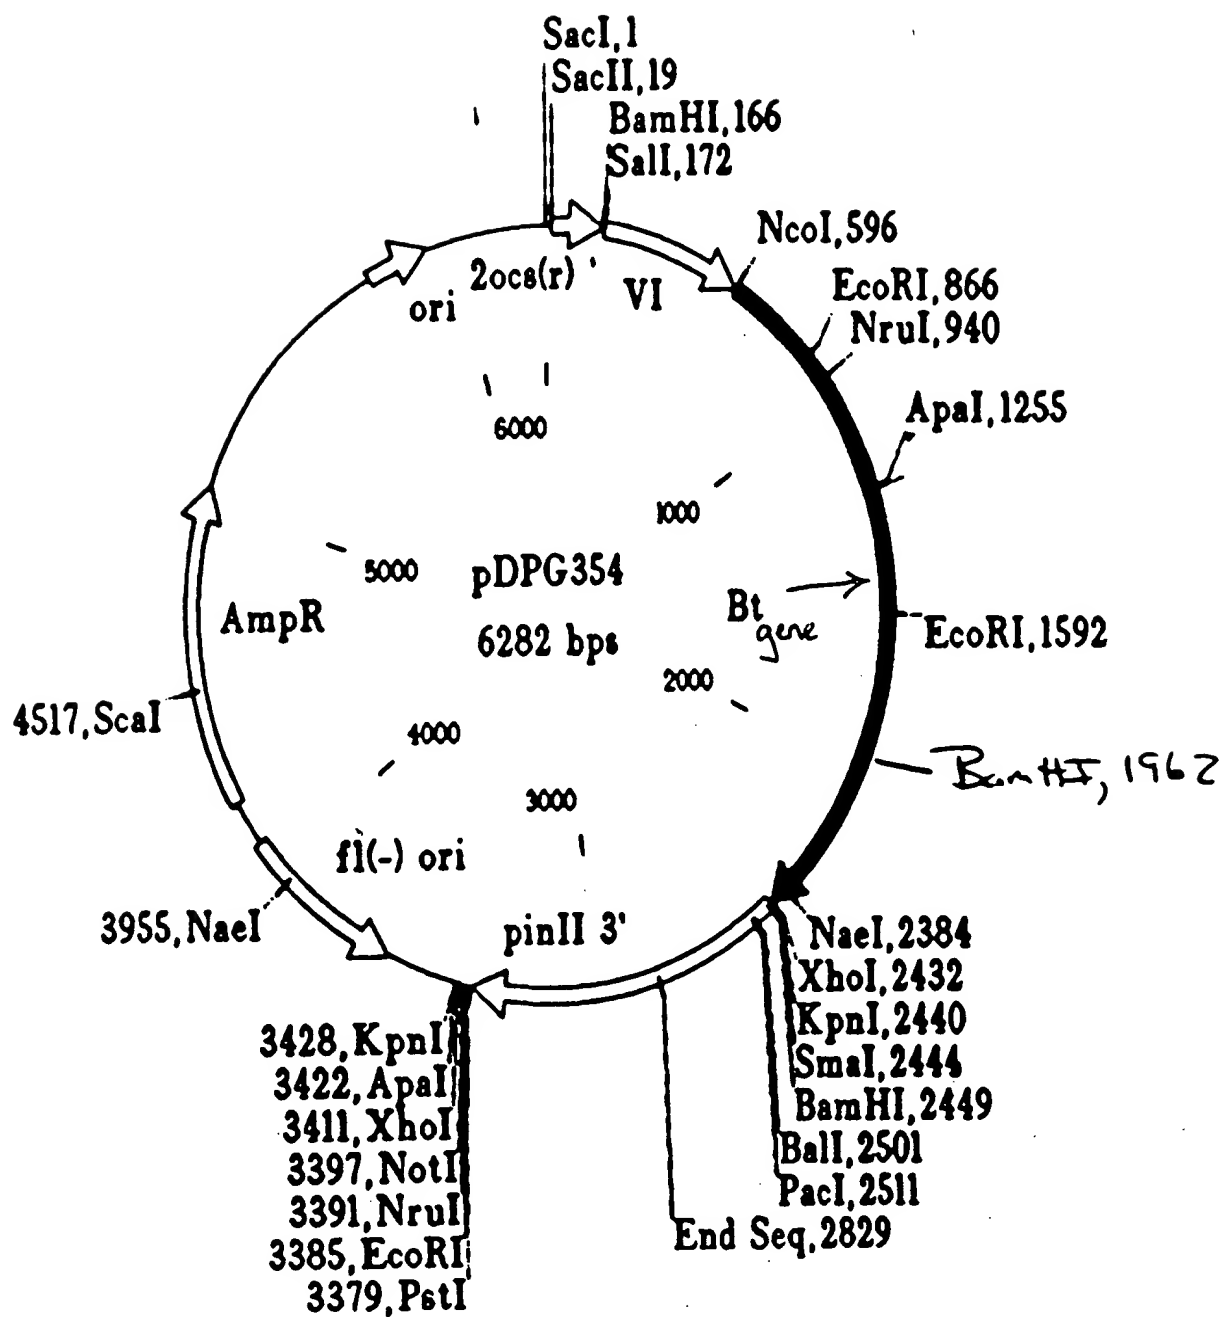 SacI,1
SacII,19
BamHI,166
SalI,172
NcoI,596
EcoRI,866
NruI,940
ApaI,1255
EcoRI,1592
BamHI, 1962
NaeI,2384
XhoI,2432
KpnI,2440
SmaI,2444
BamHI,2449
BalI,2501
PacI,2511
End Seq,2829
3428,KpnI
3422,ApaI
3411,XhoI
3397,NotI
3391,NruI
3385,EcoRI
3379,PstI
3955,NaeI
4517,ScaI
AmpR
ori
2ocs(r)
VI
Bt
gene
pinII 3'
f1(-) ori
6000
1000
2000
3000
4000
5000
pDPG354
6282 bps